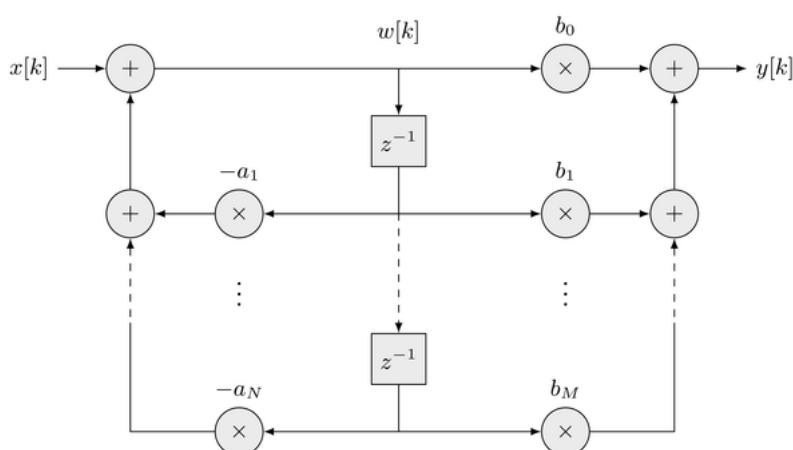 w[k]
b₀
x[k] + × + y[k]
z⁻¹
−a₁ b₁
+ × × +
⋮ ⋮
z⁻¹
−a_N b_M
× ×